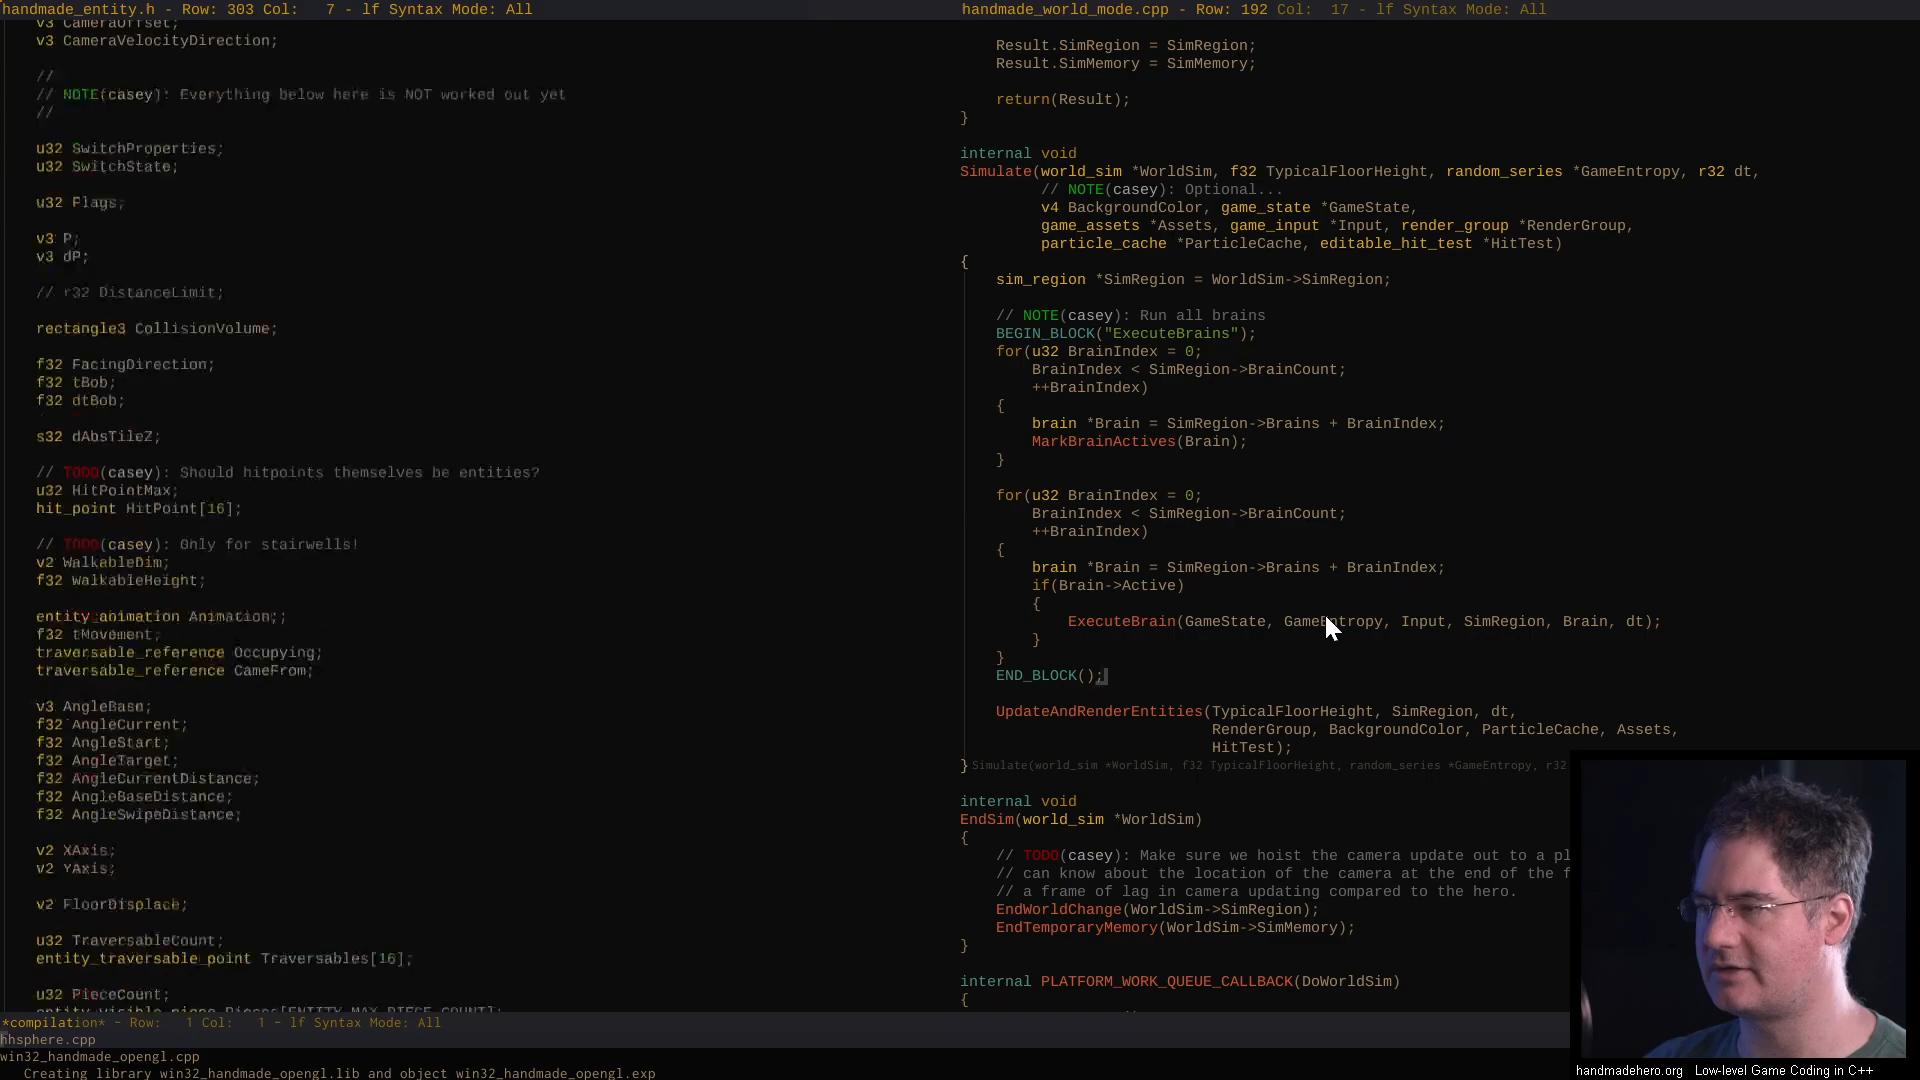 handmade_entity.h - Row: 303 Col:   7 - lf Syntax Mode: All
v3 CameraOffset;
v3 CameraVelocityDirection;
//
// NOTE(casey): Everything below here is NOT worked out yet
//
u32 SwitchProperties;
u32 SwitchState;
u32 Flags;
v3 P;
v3 dP;
// r32 DistanceLimit;
rectangle3 CollisionVolume;
f32 FacingDirection;
f32 tBob;
f32 dtBob;
s32 dAbsTileZ;
// TODO(casey): Should hitpoints themselves be entities?
u32 HitPointMax;
hit_point HitPoint[16];
// TODO(casey): Only for stairwells!
v2 WalkableDim;
f32 WalkableHeight;
entity_animation Animation;
f32 tMovement;
traversable_reference Occupying;
traversable_reference CameFrom;
v3 AngleBase;
f32 AngleCurrent;
f32 AngleStart;
f32 AngleTarget;
f32 AngleCurrentDistance;
f32 AngleBaseDistance;
f32 AngleSwipeDistance;
v2 XAxis;
v2 YAxis;
v2 FloorDisplace;
u32 TraversableCount;
entity_traversable_point Traversables[16];
u32 PieceCount;
entity_visible_piece Pieces[ENTITY_MAX_PIECE_COUNT];
handmade_world_mode.cpp - Row: 192 Col:  17 - lf Syntax Mode: All
Result.SimRegion = SimRegion;
Result.SimMemory = SimMemory;
return(Result);
}
internal void
Simulate(world_sim *WorldSim, f32 TypicalFloorHeight, random_series *GameEntropy, r32 dt,
// NOTE(casey): Optional...
v4 BackgroundColor, game_state *GameState,
game_assets *Assets, game_input *Input, render_group *RenderGroup,
particle_cache *ParticleCache, editable_hit_test *HitTest)
{
sim_region *SimRegion = WorldSim->SimRegion;
// NOTE(casey): Run all brains
BEGIN_BLOCK("ExecuteBrains");
for(u32 BrainIndex = 0;
BrainIndex < SimRegion->BrainCount;
++BrainIndex)
{
brain *Brain = SimRegion->Brains + BrainIndex;
MarkBrainActives(Brain);
}
for(u32 BrainIndex = 0;
BrainIndex < SimRegion->BrainCount;
++BrainIndex)
{
brain *Brain = SimRegion->Brains + BrainIndex;
if(Brain->Active)
{
ExecuteBrain(GameState, GameEntropy, Input, SimRegion, Brain, dt);
}
}
END_BLOCK();
UpdateAndRenderEntities(TypicalFloorHeight, SimRegion, dt,
RenderGroup, BackgroundColor, ParticleCache, Assets,
HitTest);
} Simulate(world_sim *WorldSim, f32 TypicalFloorHeight, random_series *GameEntropy, r32
internal void
EndSim(world_sim *WorldSim)
{
// TODO(casey): Make sure we hoist the camera update out to a pl
// can know about the location of the camera at the end of the f
// a frame of lag in camera updating compared to the hero.
EndWorldChange(WorldSim->SimRegion);
EndTemporaryMemory(WorldSim->SimMemory);
}
internal PLATFORM_WORK_QUEUE_CALLBACK(DoWorldSim)
{
*compilation* - Row:   1 Col:   1 - lf Syntax Mode: All
hhsphere.cpp
win32_handmade_opengl.cpp
Creating library win32_handmade_opengl.lib and object win32_handmade_opengl.exp
handmadehero.org   Low-level Game Coding in C++